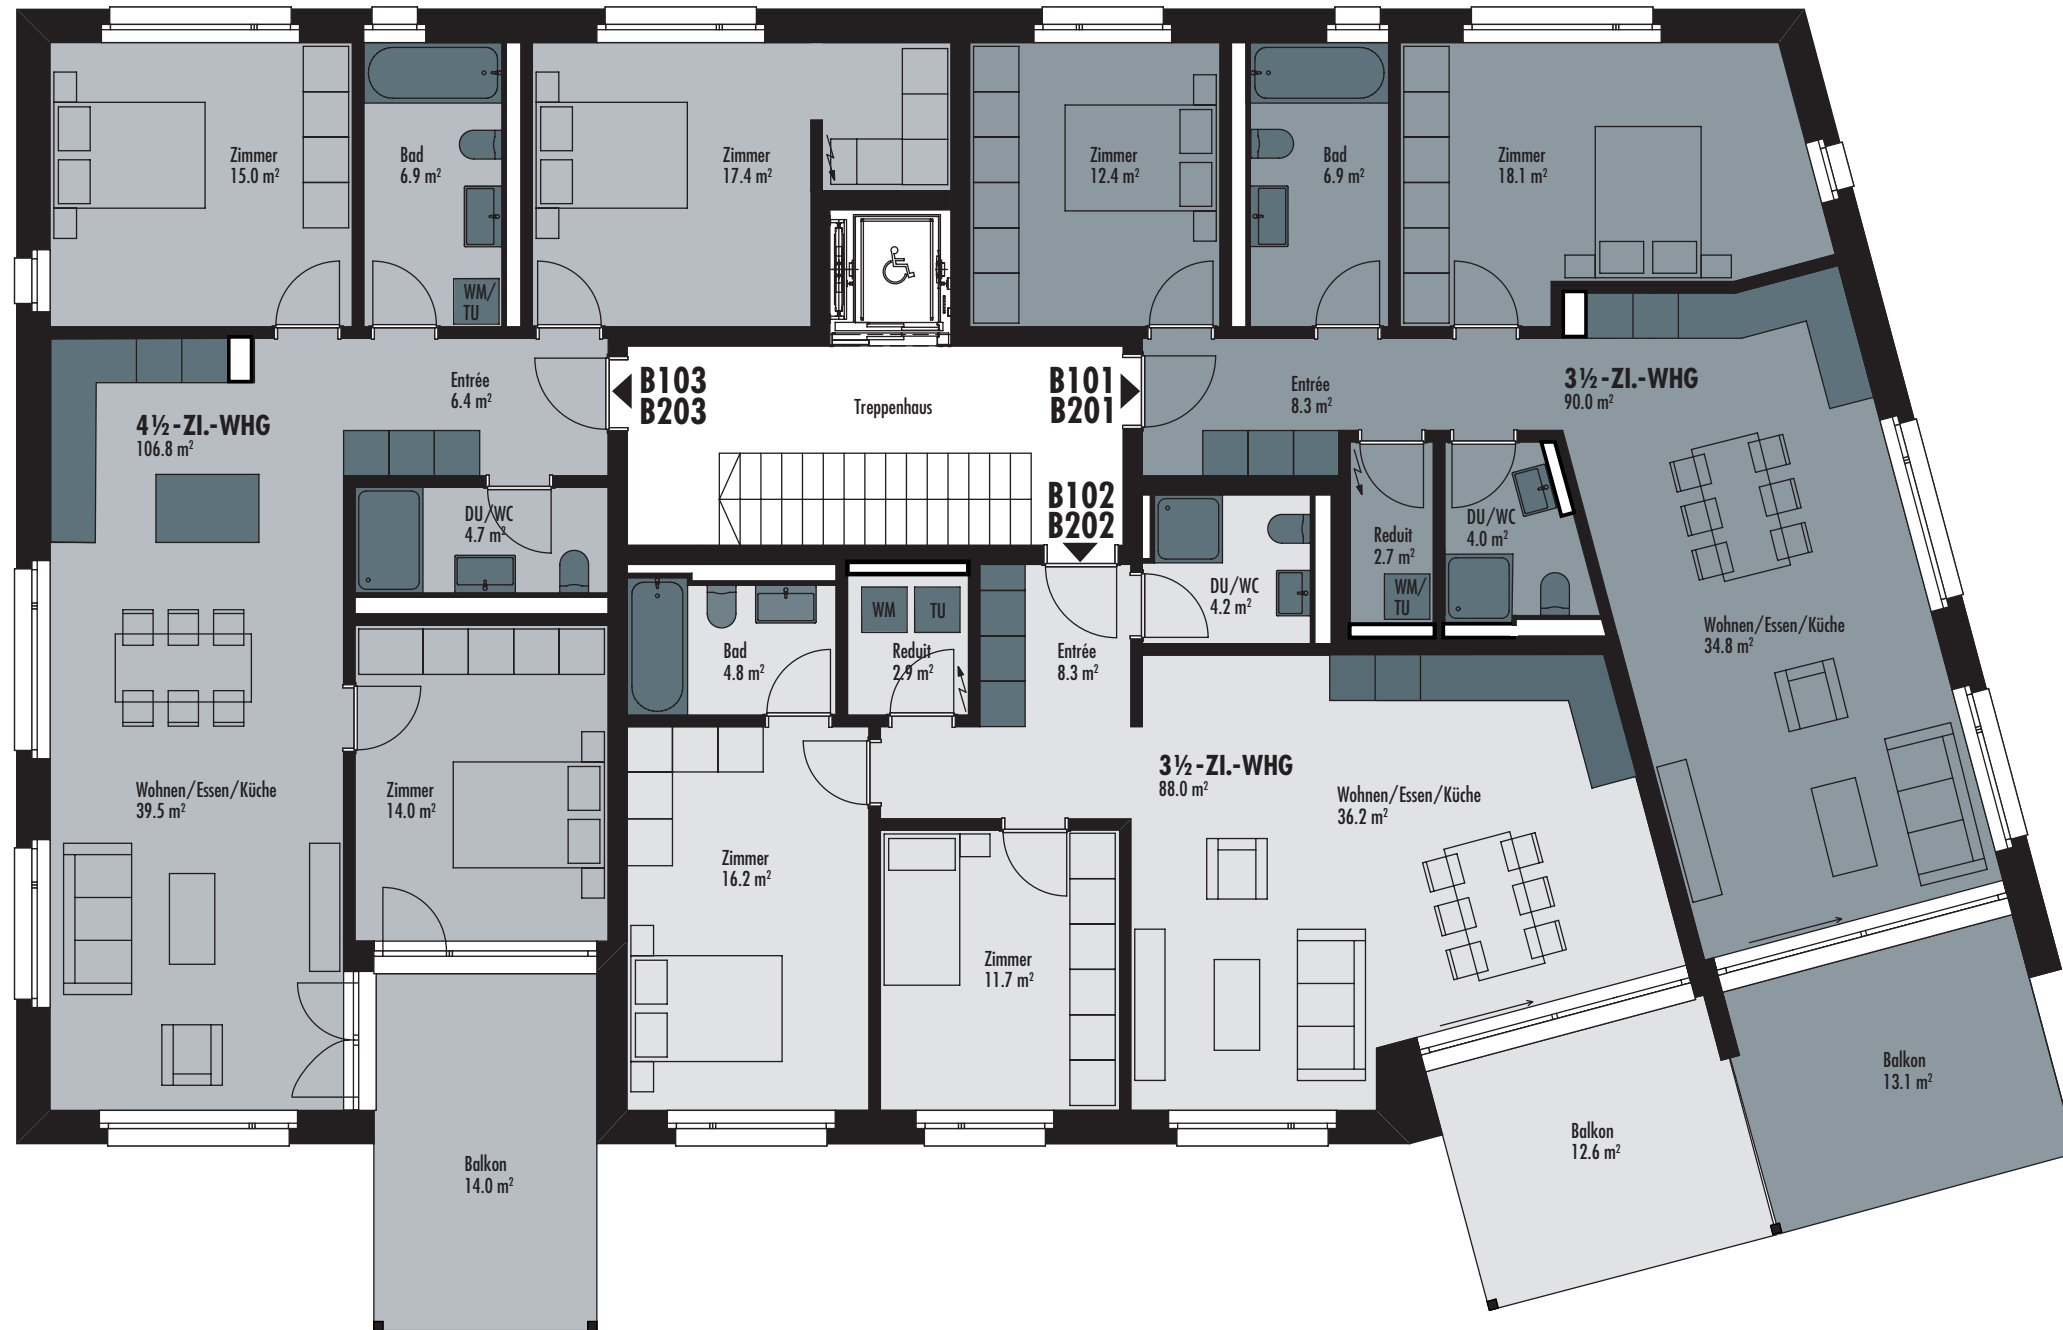 Zimmer
15.0 m²
Bad
6.9 m²
WM/
TU
Zimmer
17.4 m²
Zimmer
12.4 m²
Bad
6.9 m²
Zimmer
18.1 m²
Entrée
6.4 m²
B103
B203
Treppenhaus
B101
B201
Entrée
8.3 m²
3½-ZI.-WHG
90.0 m²
4½-ZI.-WHG
106.8 m²
DU/WC
4.7 m²
B102
B202
DU/WC
4.2 m²
Reduit
2.7 m²
WM/
TU
DU/WC
4.0 m²
Bad
4.8 m²
WM
TU
Reduit
2.9 m²
Entrée
8.3 m²
Wohnen/Essen/Küche
34.8 m²
Wohnen/Essen/Küche
39.5 m²
Zimmer
14.0 m²
3½-ZI.-WHG
88.0 m²
Wohnen/Essen/Küche
36.2 m²
Zimmer
16.2 m²
Zimmer
11.7 m²
Balkon
14.0 m²
Balkon
12.6 m²
Balkon
13.1 m²